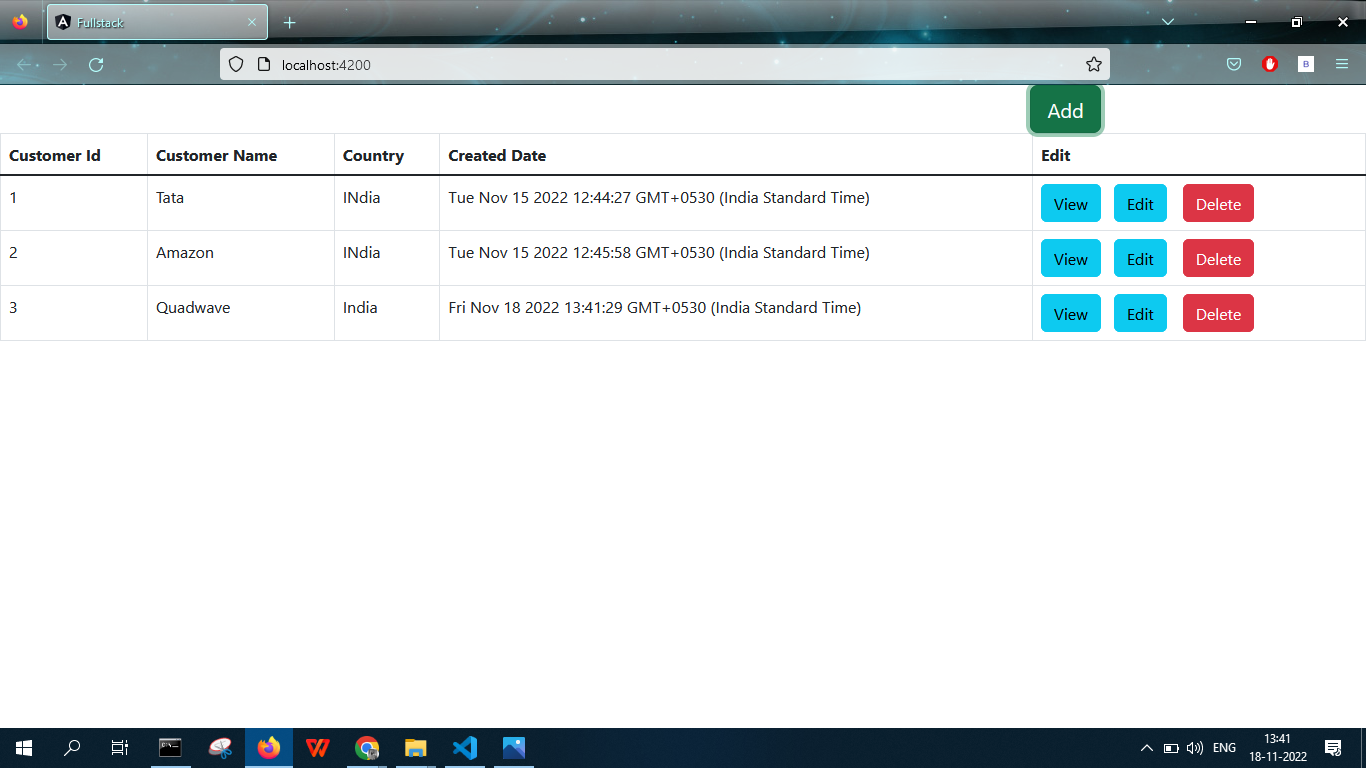 Fullstack
localhost:4200
Add
Customer Id Customer Name Country Created Date Edit
1 Tata INdia Tue Nov 15 2022 12:44:27 GMT+0530 (India Standard Time) View Edit Delete
2 Amazon INdia Tue Nov 15 2022 12:45:58 GMT+0530 (India Standard Time) View Edit Delete
3 Quadwave India Fri Nov 18 2022 13:41:29 GMT+0530 (India Standard Time) View Edit Delete
ENG 13:41
18-11-2022